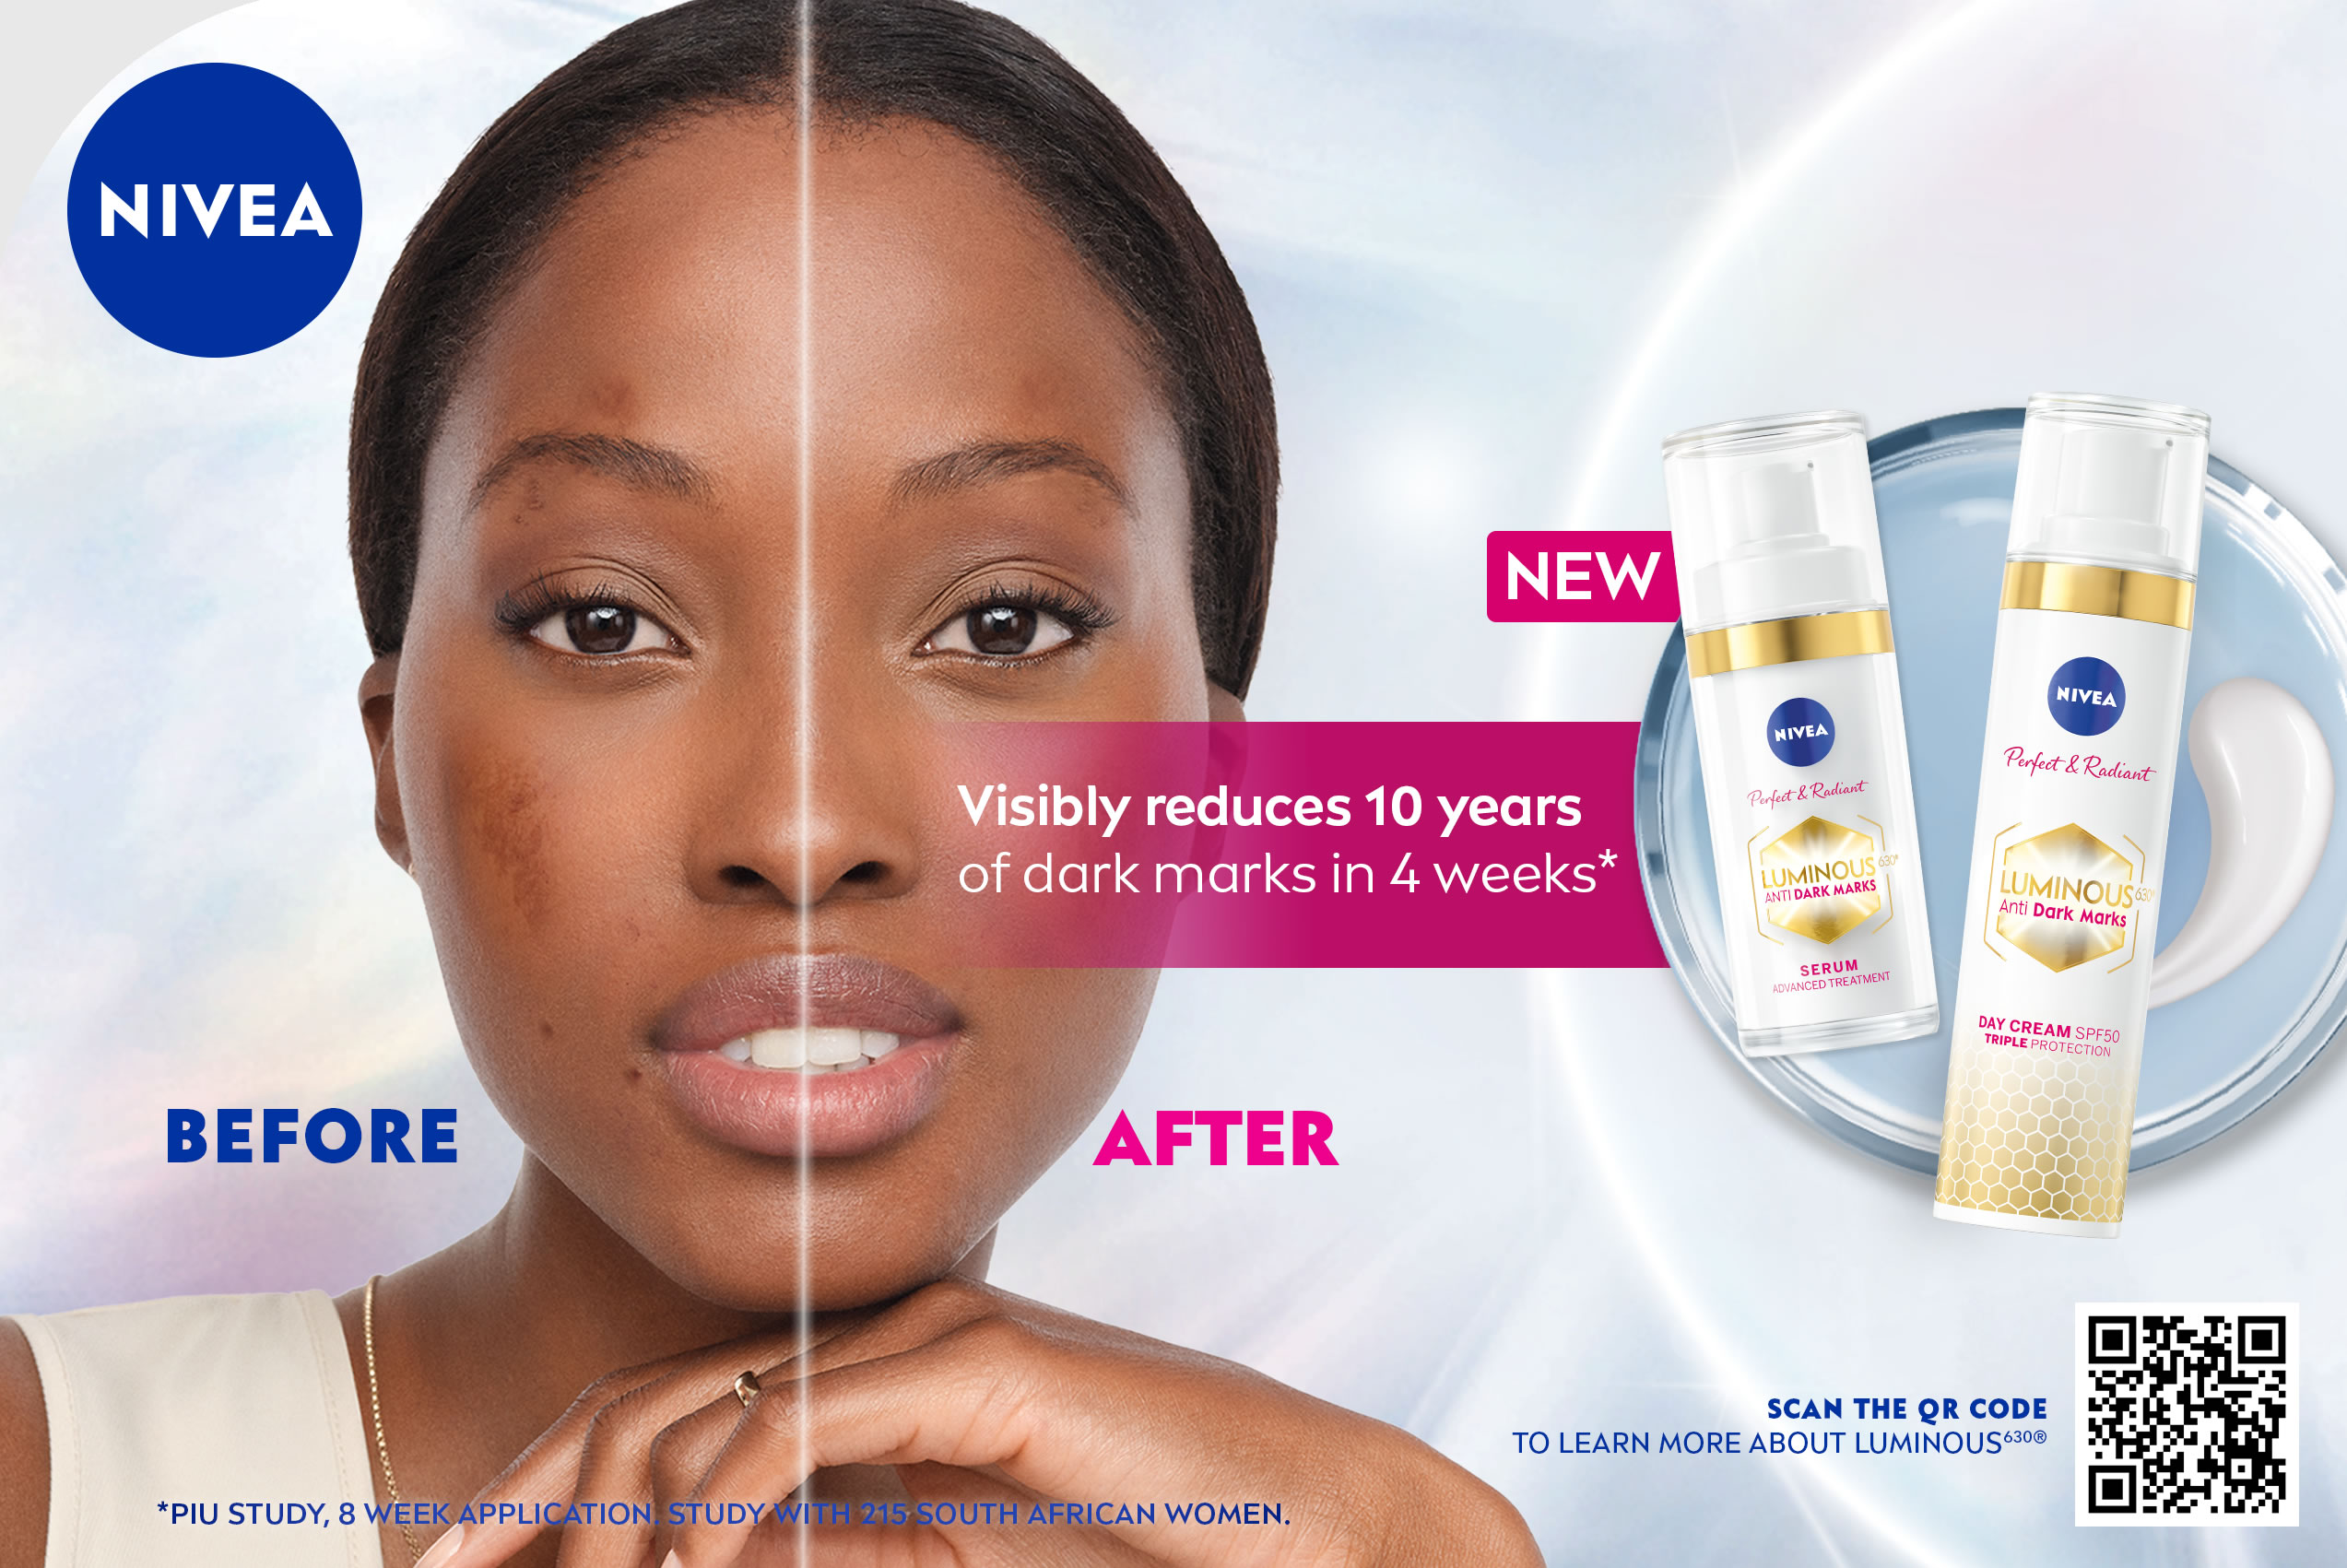 NIVEA
NEW
Visibly reduces 10 years
of dark marks in 4 weeks*
BEFORE
AFTER
NIVEA
Perfect & Radiant
LUMINOUS630®
ANTI DARK MARKS
SERUM
ADVANCED TREATMENT
NIVEA
Perfect & Radiant
LUMINOUS630®
Anti Dark Marks
DAY CREAM SPF50
TRIPLE PROTECTION
SCAN THE QR CODE
TO LEARN MORE ABOUT LUMINOUS630®
*PIU STUDY, 8 WEEK APPLICATION. STUDY WITH 215 SOUTH AFRICAN WOMEN.